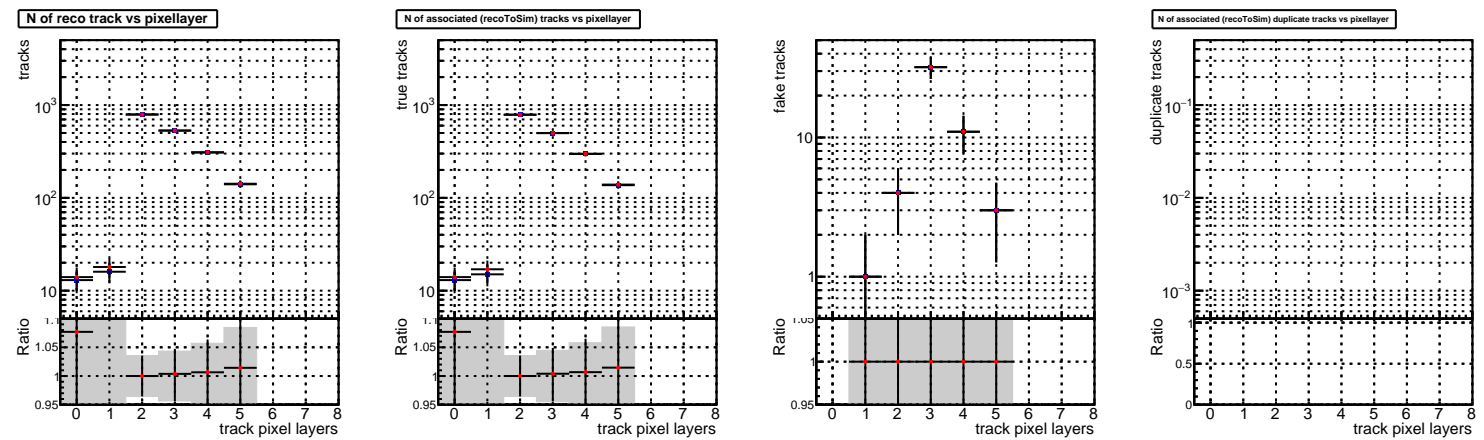 N of reco track vs pixellayer
tracks
10³
10²
10
Ratio
1.1
1.05
1
0.95
0 1 2 3 4 5 6 7 8
track pixel layers
N of associated (recoToSim) tracks vs pixellayer
true tracks
10³
10²
10
Ratio
1.1
1.05
1
0.95
0 1 2 3 4 5 6 7 8
track pixel layers
fake tracks
10
1
Ratio
1.05
1
0.95
0 1 2 3 4 5 6 7 8
track pixel layers
N of associated (recoToSim) duplicate tracks vs pixellayer
duplicate tracks
10⁻¹
10⁻²
10⁻³
Ratio
1
0.5
0
0 1 2 3 4 5 6 7 8
track pixel layers